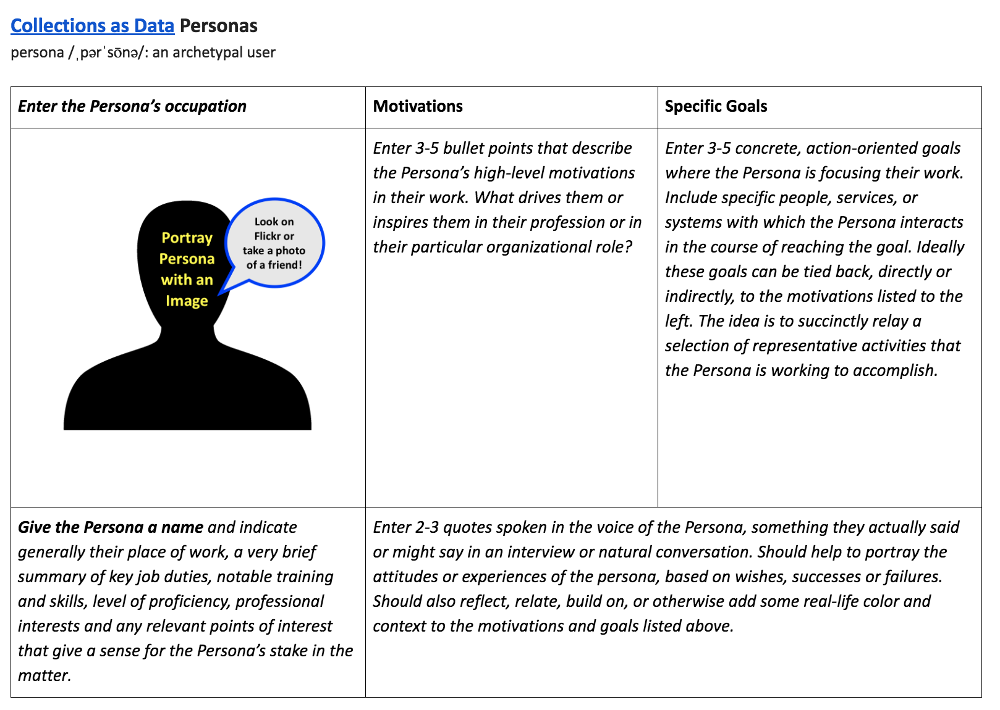 Collections as Data Personas
persona /ˌpərˈsōnə/: an archetypal user
Enter the Persona’s occupation
Motivations
Specific Goals
Portray
Persona
with an
Image
Look on
Flickr or
take a photo
of a friend!
Enter 3-5 bullet points that describe
the Persona’s high-level motivations
in their work. What drives them or
inspires them in their profession or in
their particular organizational role?
Enter 3-5 concrete, action-oriented goals
where the Persona is focusing their work.
Include specific people, services, or
systems with which the Persona interacts
in the course of reaching the goal. Ideally
these goals can be tied back, directly or
indirectly, to the motivations listed to the
left. The idea is to succinctly relay a
selection of representative activities that
the Persona is working to accomplish.
Give the Persona a name and indicate
generally their place of work, a very brief
summary of key job duties, notable training
and skills, level of proficiency, professional
interests and any relevant points of interest
that give a sense for the Persona’s stake in the
matter.
Enter 2-3 quotes spoken in the voice of the Persona, something they actually said
or might say in an interview or natural conversation. Should help to portray the
attitudes or experiences of the persona, based on wishes, successes or failures.
Should also reflect, relate, build on, or otherwise add some real-life color and
context to the motivations and goals listed above.